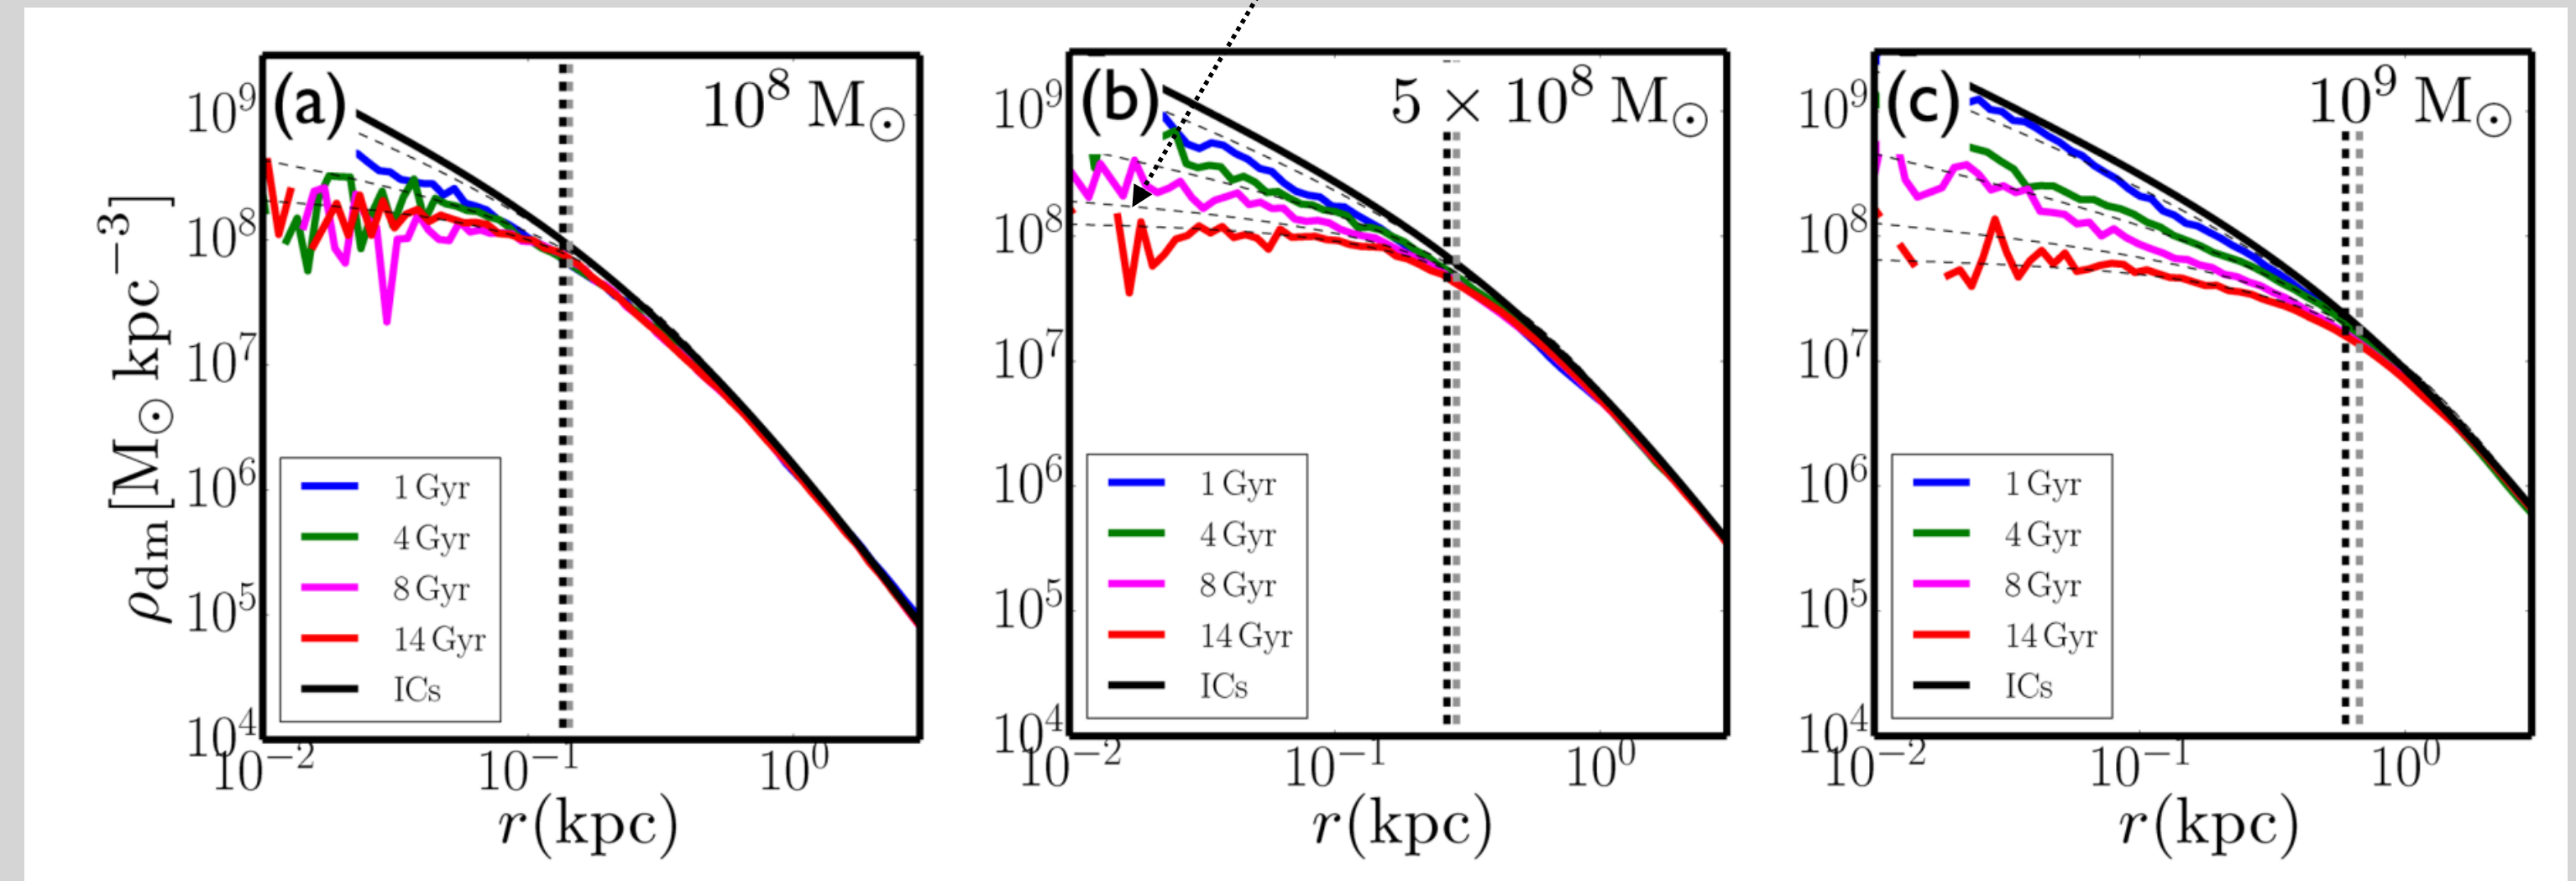 ρdm[M⊙ kpc−3]
(a) 10^8 M⊙
10^9
10^8
10^7
10^6
10^5
10^4
1 Gyr
4 Gyr
8 Gyr
14 Gyr
ICs
10^−2 10^−1 10^0
r(kpc)
(b) 5 × 10^8 M⊙
10^9
10^8
10^7
10^6
10^5
10^4
1 Gyr
4 Gyr
8 Gyr
14 Gyr
ICs
10^−2 10^−1 10^0
r(kpc)
(c) 10^9 M⊙
10^9
10^8
10^7
10^6
10^5
10^4
1 Gyr
4 Gyr
8 Gyr
14 Gyr
ICs
10^−2 10^−1 10^0
r(kpc)